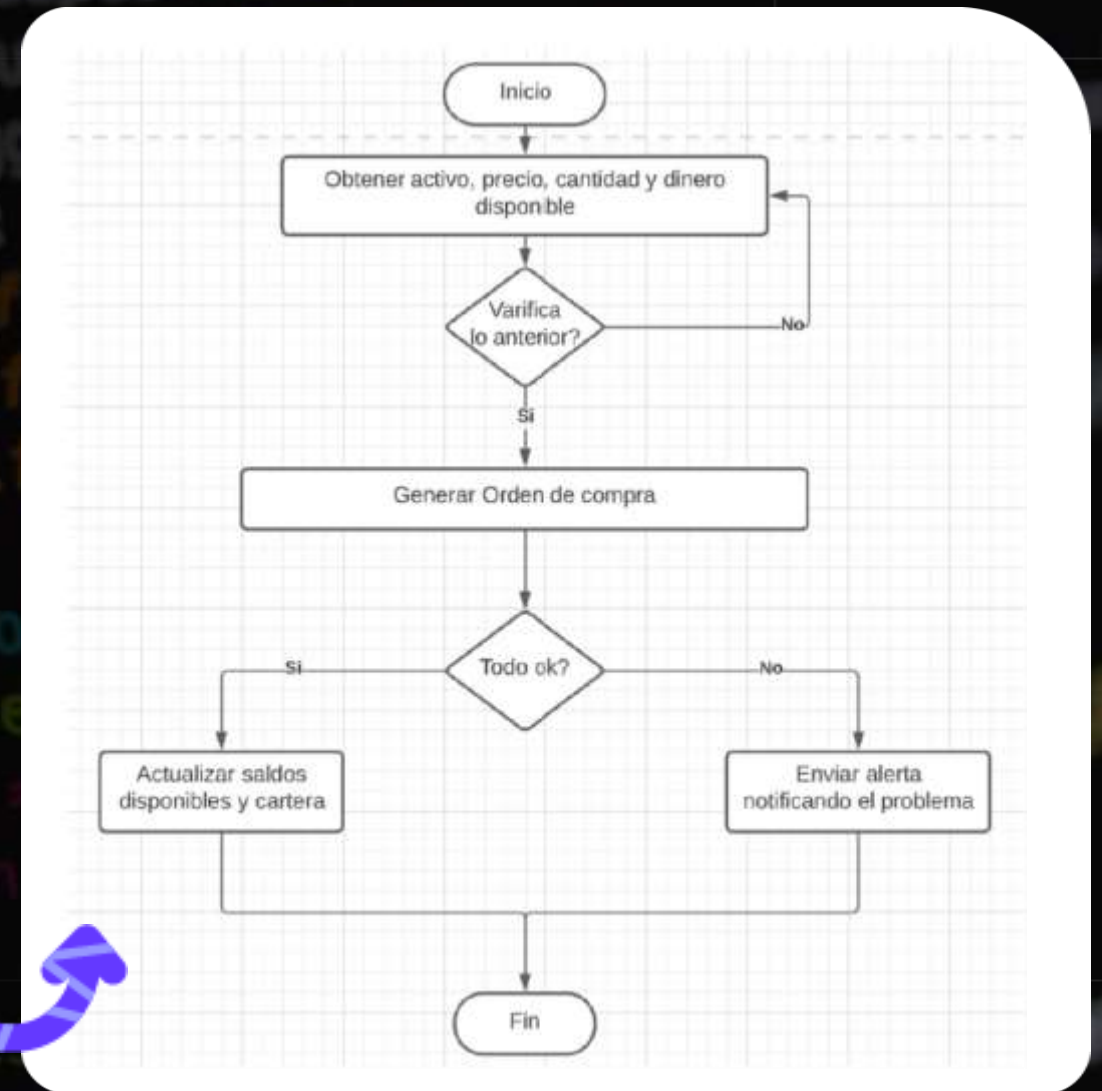 Inicio
Obtener activo, precio, cantidad y dinero
disponible
Varifica
lo anterior?
No
Si
Generar Orden de compra
Todo ok?
Si
No
Actualizar saldos
disponibles y cartera
Enviar alerta
notificando el problema
Fin